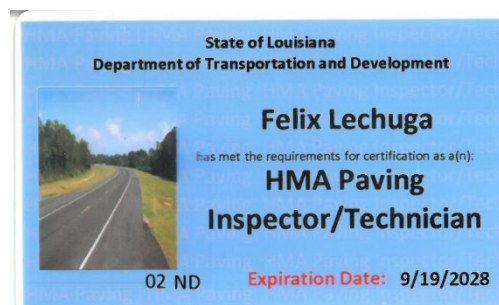 State of Louisiana
Department of Transportation and Development
Felix Lechuga
has met the requirements for certification as a(n):
HMA Paving
Inspector/Technician
02 ND
Expiration Date: 9/19/2028